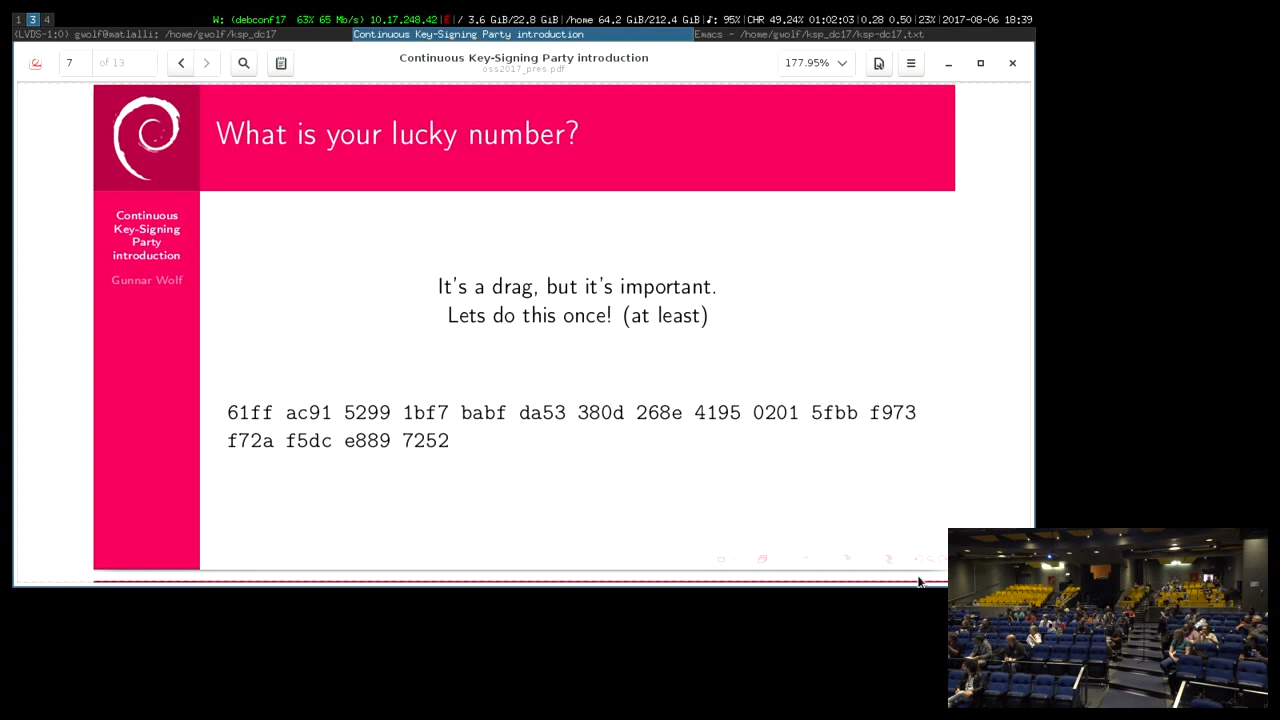 1 3 4 W: (debconf17 63% 65 Mb/s) 10.17.248.42| |/ 3.6 GiB/22.8 GiB|/home 64.2 GiB/212.4 GiB|♪: 95%|CHR 49.24% 01:02:03|0.28 0.50 |23%|2017-08-06 18:39
(LVDS-1:0) gwolf@matlalli: /home/gwolf/ksp_dc17 Continuous Key-Signing Party introduction Emacs - /home/gwolf/ksp_dc17/ksp-dc17.txt
7 of 13 Continuous Key-Signing Party introduction 177.95%
oss2017_pres.pdf
What is your lucky number?
Continuous
Key-Signing
Party
introduction
Gunnar Wolf
It's a drag, but it's important.
Lets do this once! (at least)
61ff ac91 5299 1bf7 babf da53 380d 268e 4195 0201 5fbb f973
f72a f5dc e889 7252